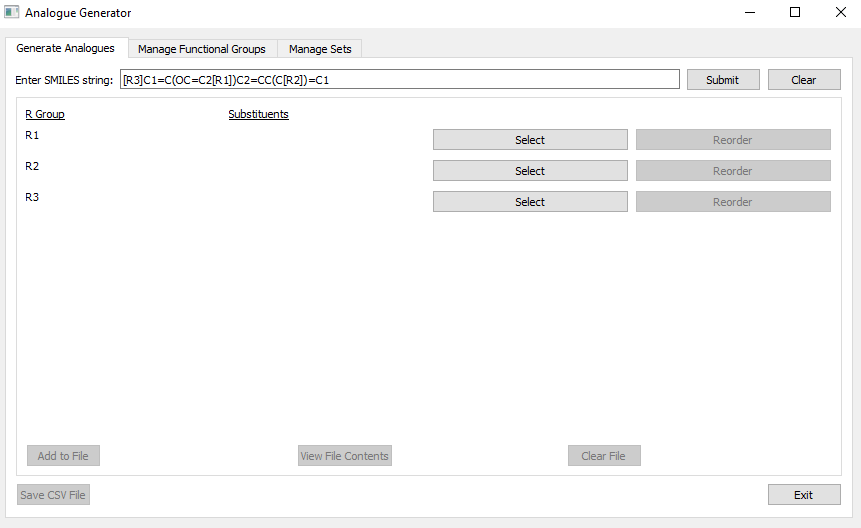 Analogue Generator
Generate Analogues Manage Functional Groups Manage Sets
Enter SMILES string: [R3]C1=C(OC=C2[R1])C2=CC(C[R2])=C1 Submit Clear
R Group Substituents
R1 Select Reorder
R2 Select Reorder
R3 Select Reorder
Add to File View File Contents Clear File
Save CSV File Exit